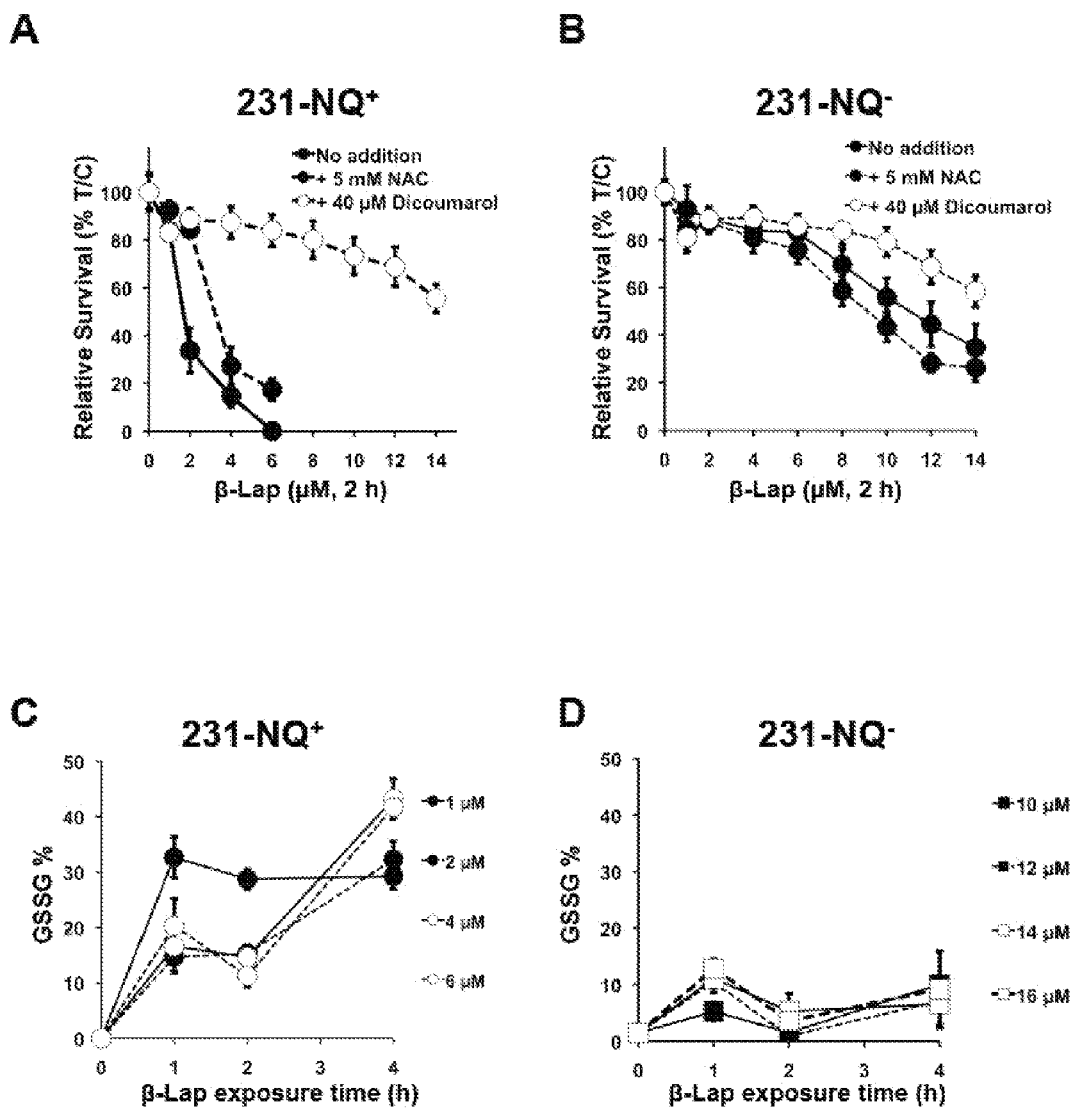 A
231-NQ+
No addition
+ 5 mM NAC
+ 40 µM Dicoumarol
Relative Survival (% T/C)
100
80
60
40
20
0
0 2 4 6 8 10 12 14
β-Lap (µM, 2 h)
B
231-NQ-
No addition
+ 5 mM NAC
+ 40 µM Dicoumarol
Relative Survival (% T/C)
100
80
60
40
20
0
0 2 4 6 8 10 12 14
β-Lap (µM, 2 h)
C
231-NQ+
GSSG %
50
40
30
20
10
0
0 1 2 3 4
β-Lap exposure time (h)
1 µM
2 µM
4 µM
6 µM
D
231-NQ-
GSSG %
50
40
30
20
10
0
0 1 2 3 4
β-Lap exposure time (h)
10 µM
12 µM
14 µM
16 µM